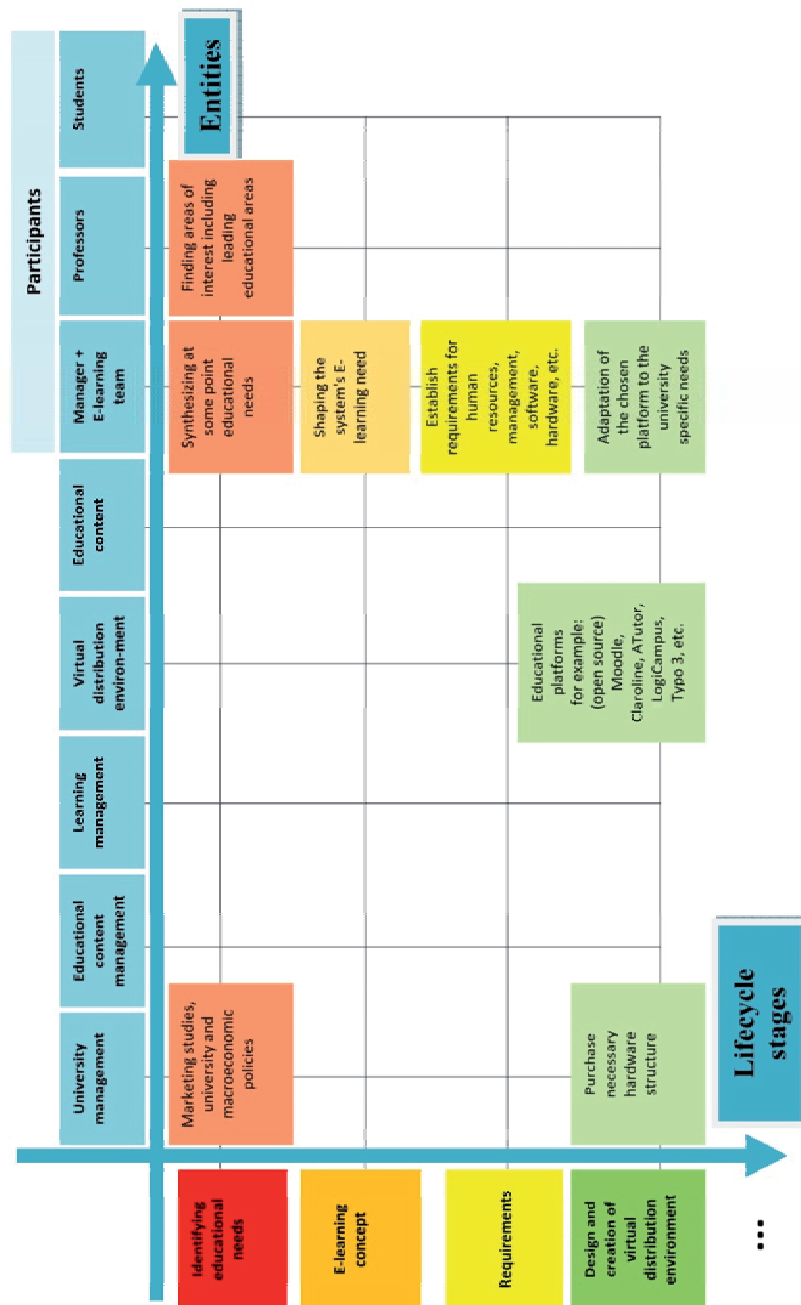 Participants
University
management
Educational
content
management
Learning
management
Virtual
distribution
environ-ment
Educational
content
Manager +
E-learning
team
Professors
Students
Entities
Identifying
educational
needs
Marketing studies,
university and
macroeconomic
policies
Synthesizing at
some point
educational
needs
Finding areas of
interest including
leading
educational areas
E-learning
concept
Shaping the
system's E-
learning need
Requirements
Establish
requirements for
human
resources,
management,
software,
hardware, etc.
Design and
creation of
virtual
distribution
environment
Purchase
necessary
hardware
structure
Educational
platforms
for example:
(open source)
Moodle,
Claroline, ATutor,
LogiCampus,
Typo 3, etc.
Adaptation of
the chosen
platform to the
university
specific needs
...
Lifecycle
stages